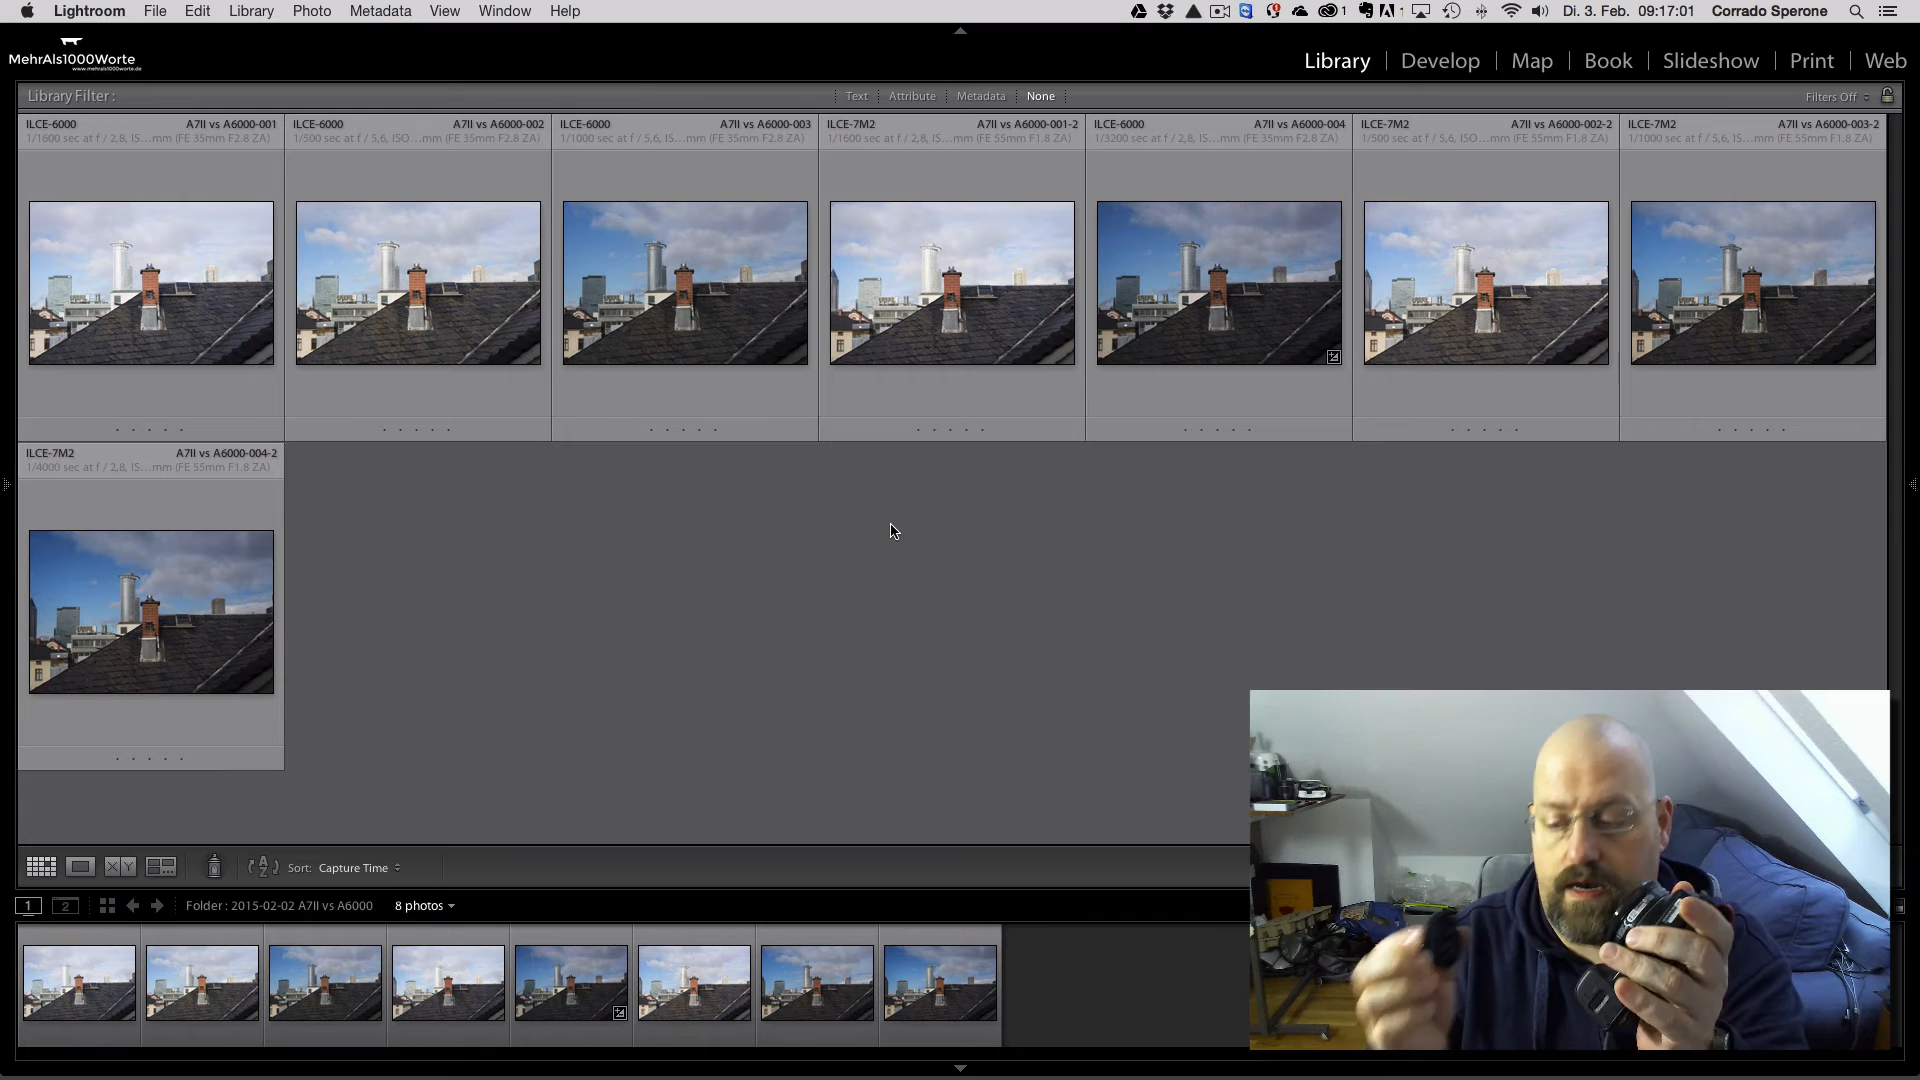 Lightroom File Edit Library Photo Metadata View Window Help 1 1 Di. 3. Feb. 09:17:01 Corrado Sperone
MehrAls1000Worte
www.mehrals1000worte.de
Library | Develop | Map | Book | Slideshow | Print | Web
Library Filter : Text Attribute Metadata None Filters Off
ILCE-6000 A7II vs A6000-001
1/1600 sec at f / 2,8, IS...mm (FE 35mm F2.8 ZA)
ILCE-6000 A7II vs A6000-002
1/500 sec at f / 5,6, ISO...mm (FE 35mm F2.8 ZA)
ILCE-6000 A7II vs A6000-003
1/1000 sec at f / 5,6, IS...mm (FE 35mm F2.8 ZA)
ILCE-7M2 A7II vs A6000-001-2
1/1600 sec at f / 2,8, IS...mm (FE 55mm F1.8 ZA)
ILCE-6000 A7II vs A6000-004
1/3200 sec at f / 2,8, IS...mm (FE 35mm F2.8 ZA)
ILCE-7M2 A7II vs A6000-002-2
1/500 sec at f / 5,6, ISO...mm (FE 55mm F1.8 ZA)
ILCE-7M2 A7II vs A6000-003-2
1/1000 sec at f / 5,6, IS...mm (FE 55mm F1.8 ZA)
ILCE-7M2 A7II vs A6000-004-2
1/4000 sec at f / 2,8, IS...mm (FE 55mm F1.8 ZA)
X Y Sort: Capture Time
1 2 Folder : 2015-02-02 A7II vs A6000 8 photos